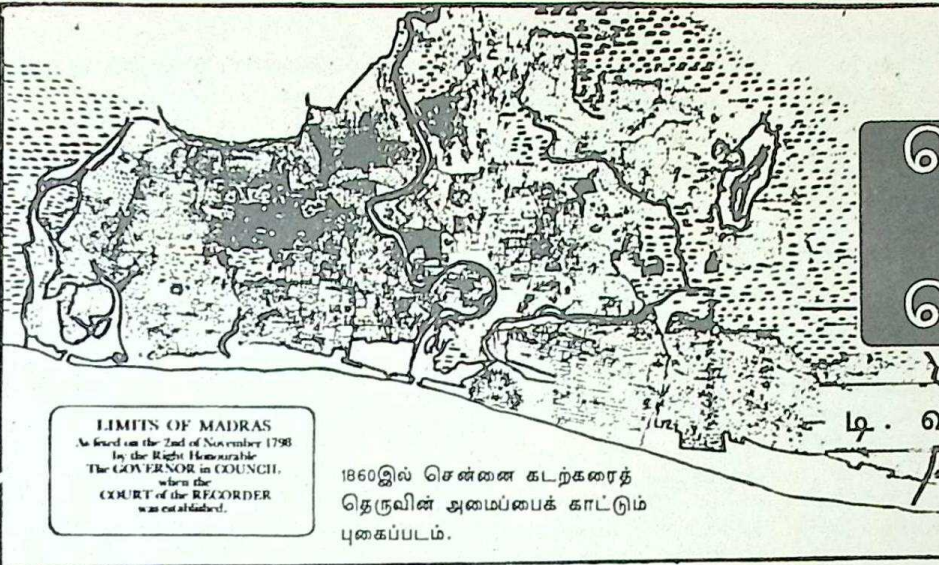 LIMITS OF MADRAS
As fixed on the 2nd of November 1798
by the Right Honourable
The GOVERNOR in COUNCIL
when the
COURT of the RECORDER
was established.
1860இல் சென்னை கடற்கரைத்
தெருவின் அமைப்பைக் காட்டும்
புகைப்படம்.
டி.